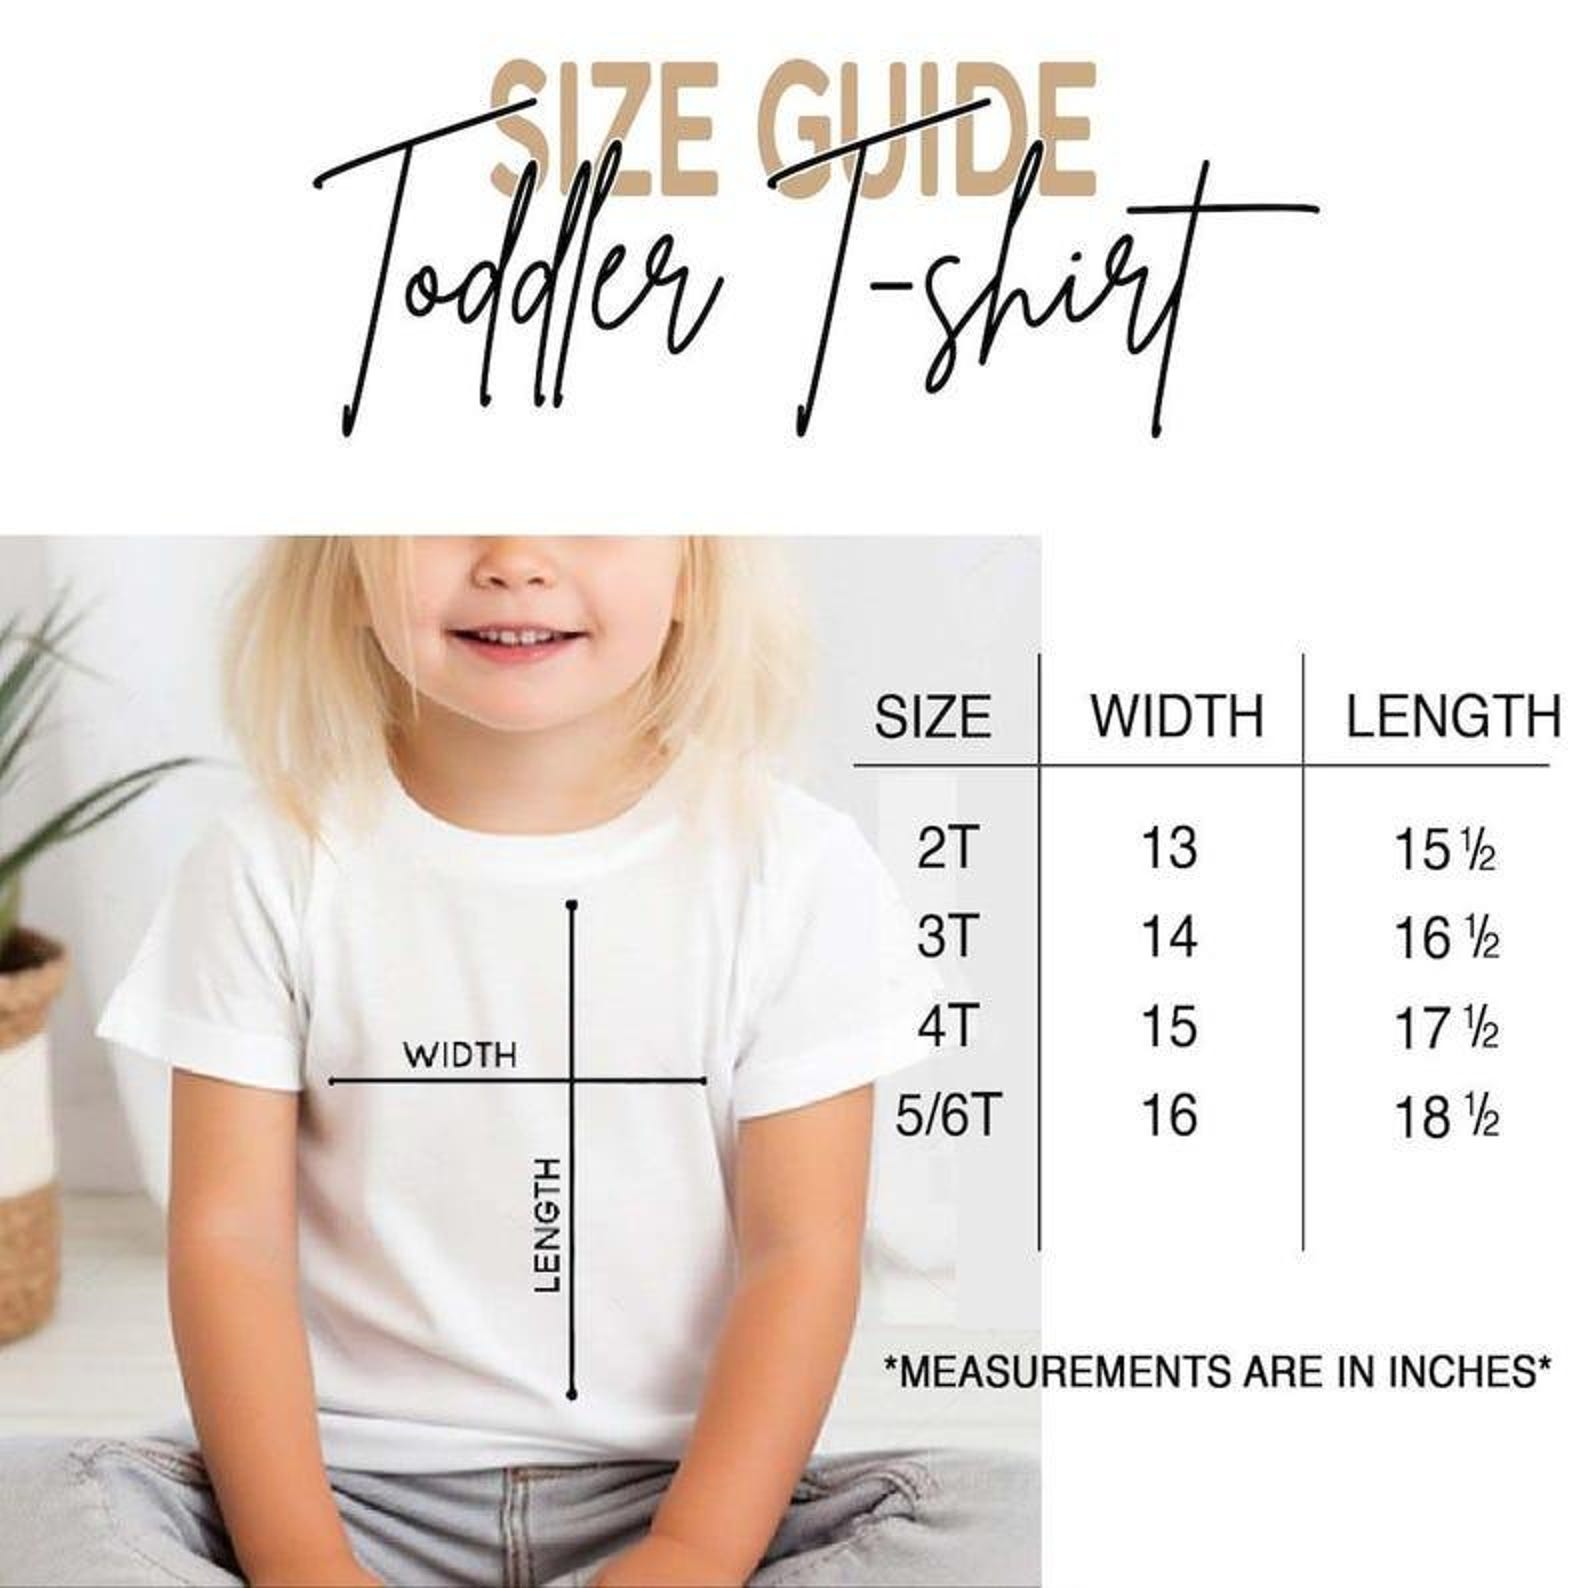 SIZE GUIDE
Toddler T-shirt
SIZE WIDTH LENGTH
2T 13 15 ½
3T 14 16 ½
4T 15 17 ½
5/6T 16 18 ½
WIDTH
LENGTH
*MEASUREMENTS ARE IN INCHES*